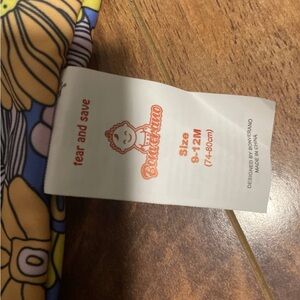 tear and save
Bonverano
Size
9-12M
(74-80cm)
DESIGNED BY BONVERANO
MADE IN CHINA